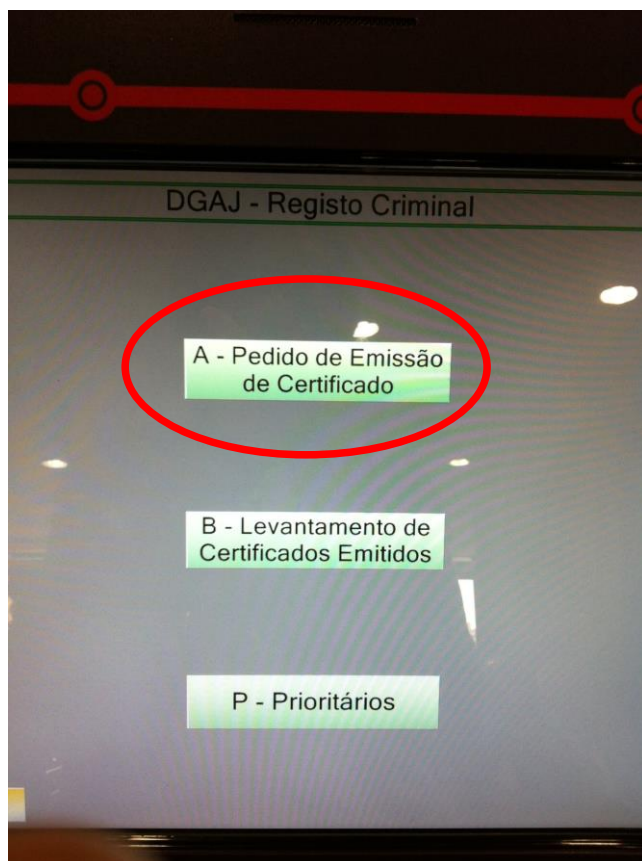 DGAJ - Registo Criminal
A - Pedido de Emissão
de Certificado
B - Levantamento de
Certificados Emitidos
P - Prioritários